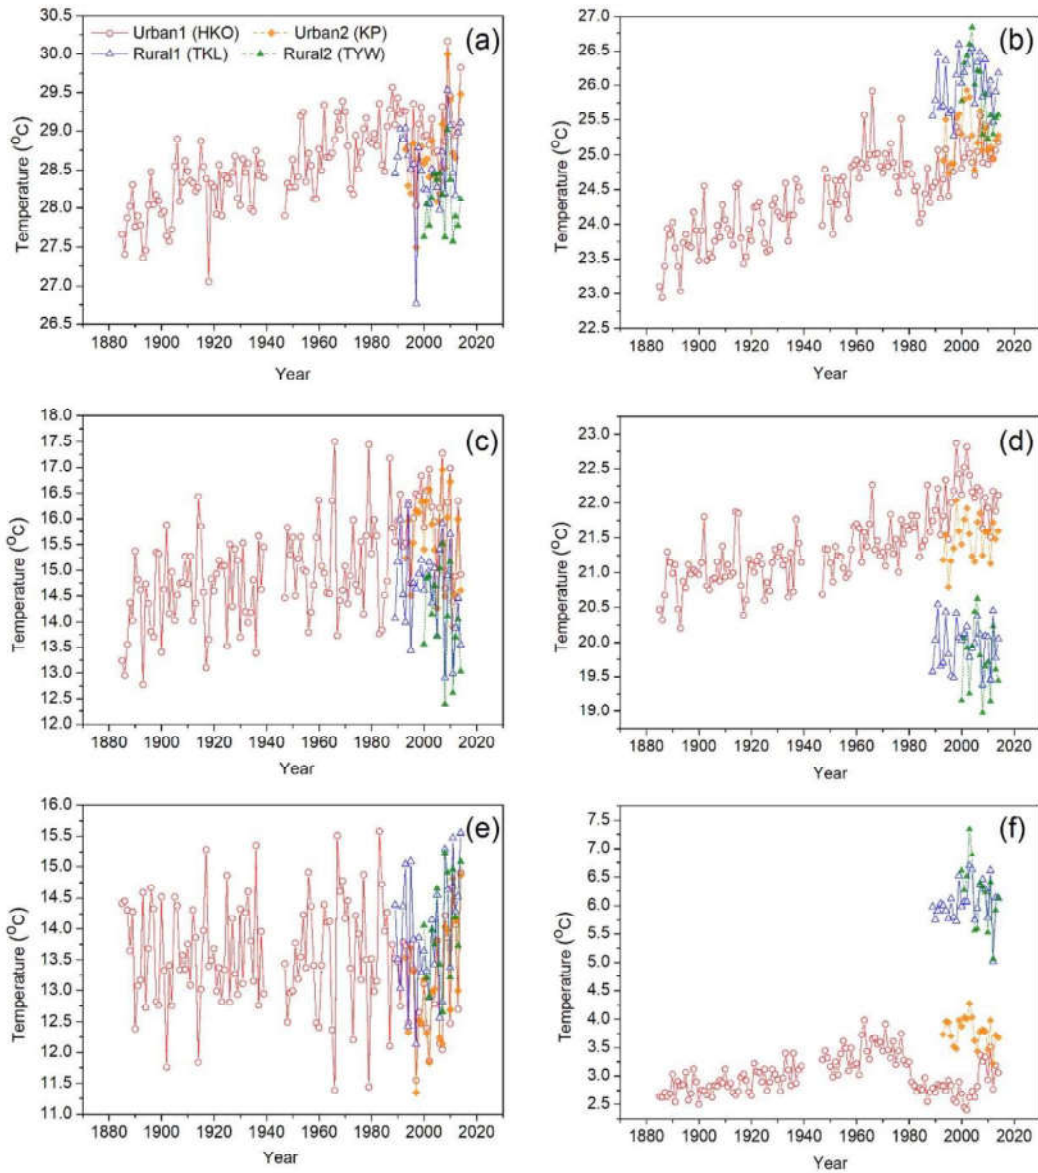 Urban1 (HKO) Urban2 (KP) (a)
Rural1 (TKL) Rural2 (TYW)
Temperature (°C)
30.5
30.0
29.5
29.0
28.5
28.0
27.5
27.0
26.5
1880 1900 1920 1940 1960 1980 2000 2020
Year
(b)
Temperature (°C)
27.0
26.5
26.0
25.5
25.0
24.5
24.0
23.5
23.0
22.5
1880 1900 1920 1940 1960 1980 2000 2020
Year
(c)
Temperature (°C)
18.0
17.5
17.0
16.5
16.0
15.5
15.0
14.5
14.0
13.5
13.0
12.5
12.0
1880 1900 1920 1940 1960 1980 2000 2020
Year
(d)
Temperature (°C)
23.0
22.5
22.0
21.5
21.0
20.5
20.0
19.5
19.0
1880 1900 1920 1940 1960 1980 2000 2020
Year
(e)
Temperature (°C)
16.0
15.5
15.0
14.5
14.0
13.5
13.0
12.5
12.0
11.5
11.0
1880 1900 1920 1940 1960 1980 2000 2020
Year
(f)
Temperature (°C)
7.5
7.0
6.5
6.0
5.5
5.0
4.5
4.0
3.5
3.0
2.5
1880 1900 1920 1940 1960 1980 2000 2020
Year